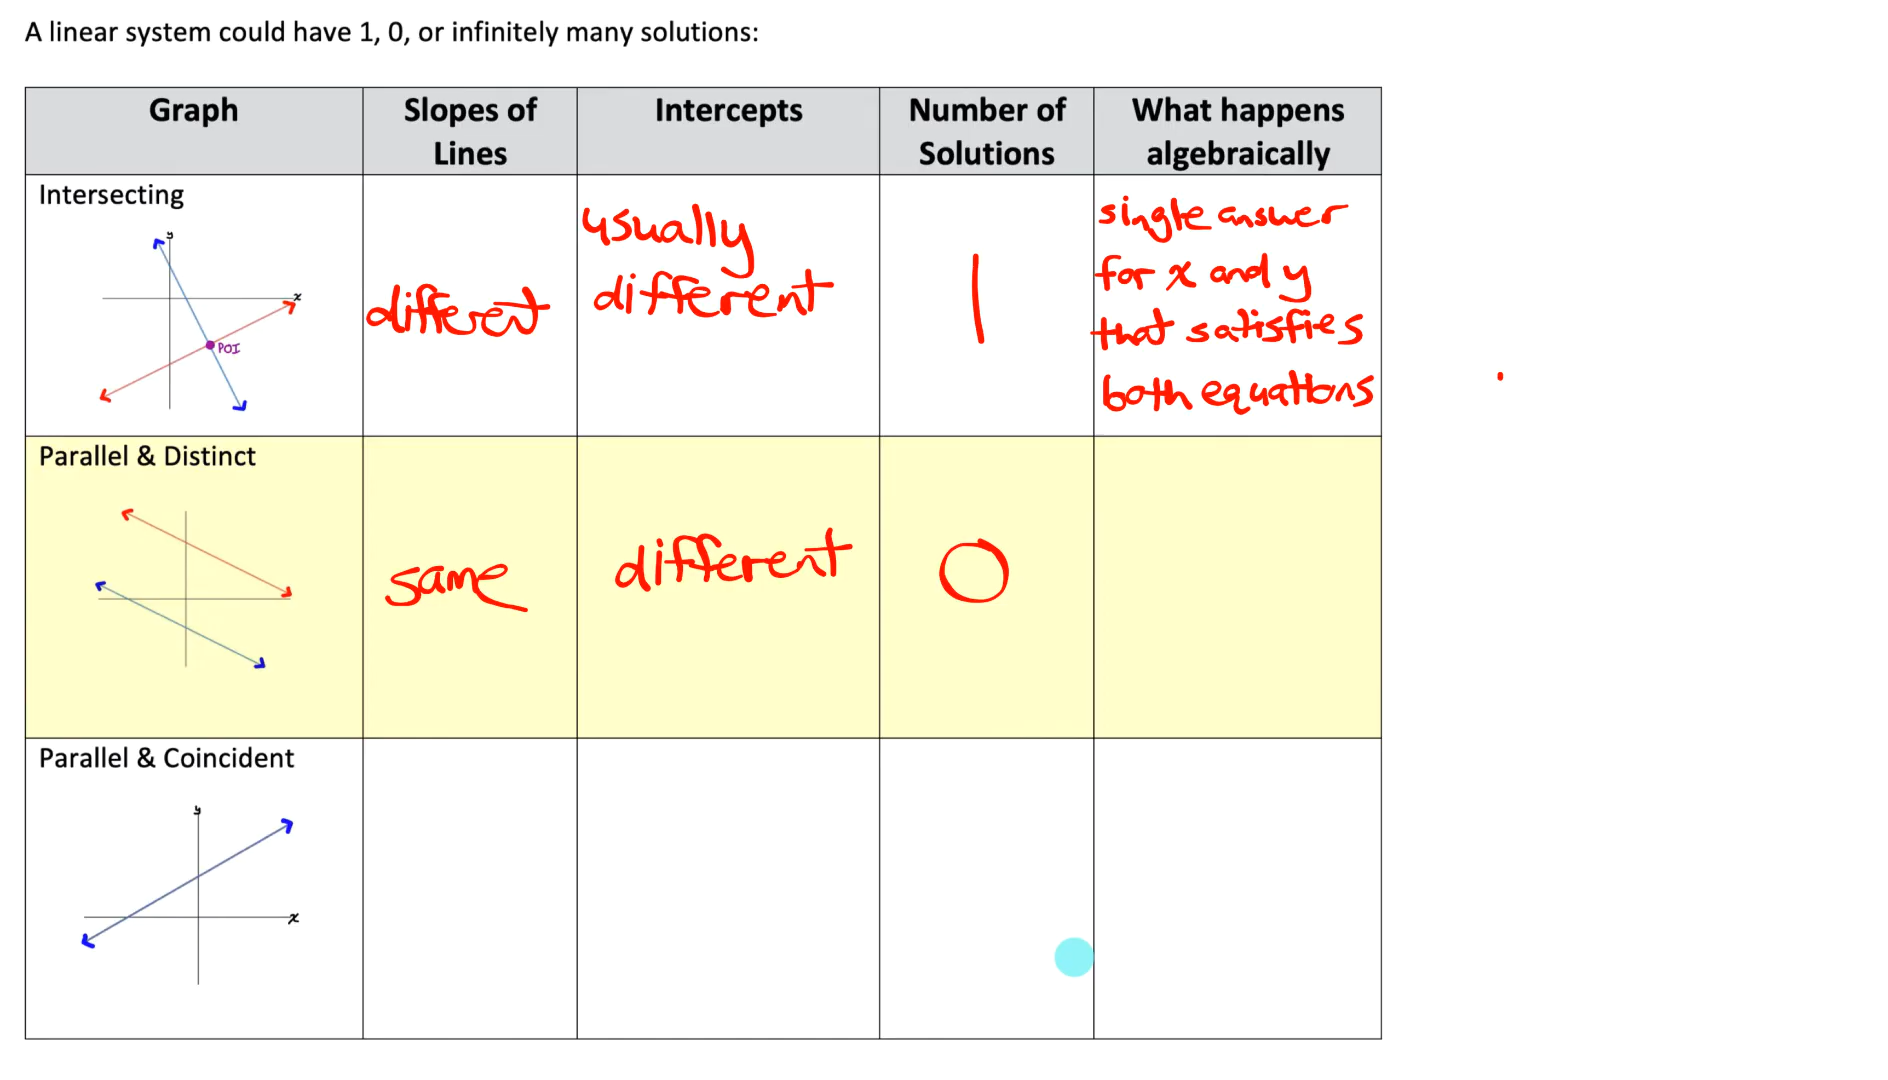 A linear system could have 1, 0, or infinitely many solutions:
Graph
Slopes of
Lines
Intercepts
Number of
Solutions
What happens
algebraically
Intersecting
y
x
POI
different
usually
different
1
single answer
for x and y
that satisfies
both equations
Parallel & Distinct
same
different
0
Parallel & Coincident
y
x